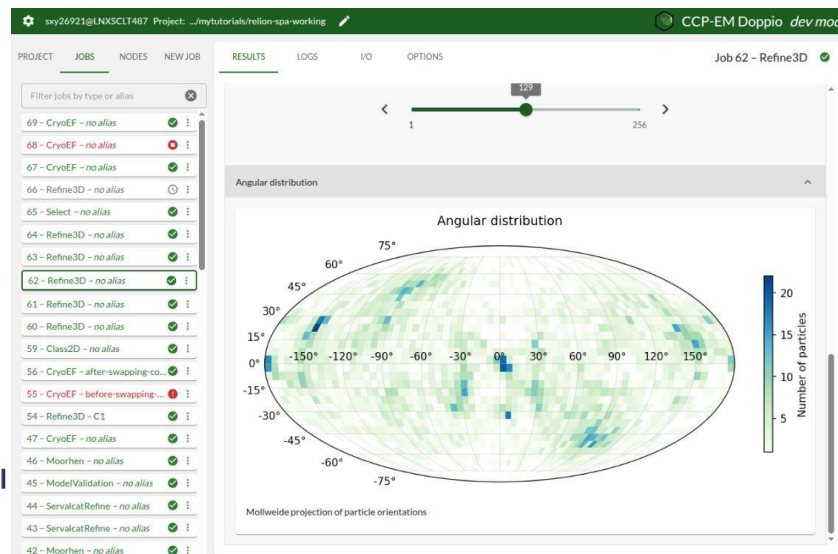 sxy26921@LNXSCLT487 Project: .../mytutorials/relion-spa-working
CCP-EM Doppio dev mod
PROJECT JOBS NODES NEW JOB
RESULTS LOGS I/O OPTIONS
Job 62 – Refine3D
Filter jobs by type or alias
69 – CryoEF – no alias
68 – CryoEF – no alias
67 – CryoEF – no alias
66 – Refine3D – no alias
65 – Select – no alias
64 – Refine3D – no alias
63 – Refine3D – no alias
62 – Refine3D – no alias
61 – Refine3D – no alias
60 – Refine3D – no alias
59 – Class2D – no alias
56 – CryoEF – after-swapping-co...
55 – CryoEF – before-swapping-...
54 – Refine3D – C1
47 – CryoEF – no alias
46 – Moorhen – no alias
45 – ModelValidation – no alias
44 – ServalcatRefine – no alias
43 – ServalcatRefine – no alias
42 – Moorhen – no alias
129
1 256
Angular distribution
Angular distribution
75°
60°
45°
30°
15°
0°
-150° -120° -90° -60° -30° 0° 30° 60° 90° 120° 150°
-15°
-30°
-45°
-60°
-75°
20
15
10
5
Number of particles
Mollweide projection of particle orientations